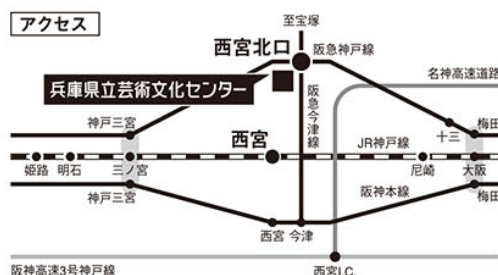 アクセス
至宝塚
西宮北口
阪急神戸線
兵庫県立芸術文化センター
阪急今津線
名神高速道路
神戸三宮
西宮
JR神戸線
十三
梅田
姫路
明石
三ノ宮
尼崎
大阪
神戸三宮
阪神本線
梅田
西宮
今津
阪神高速3号神戸線
西宮I.C.